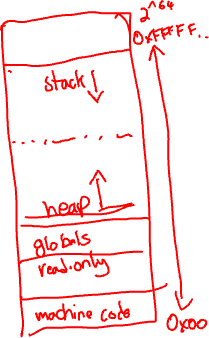 2^64
0xFFFFF..
stack
heap
globals
read-only
machine code
0x00